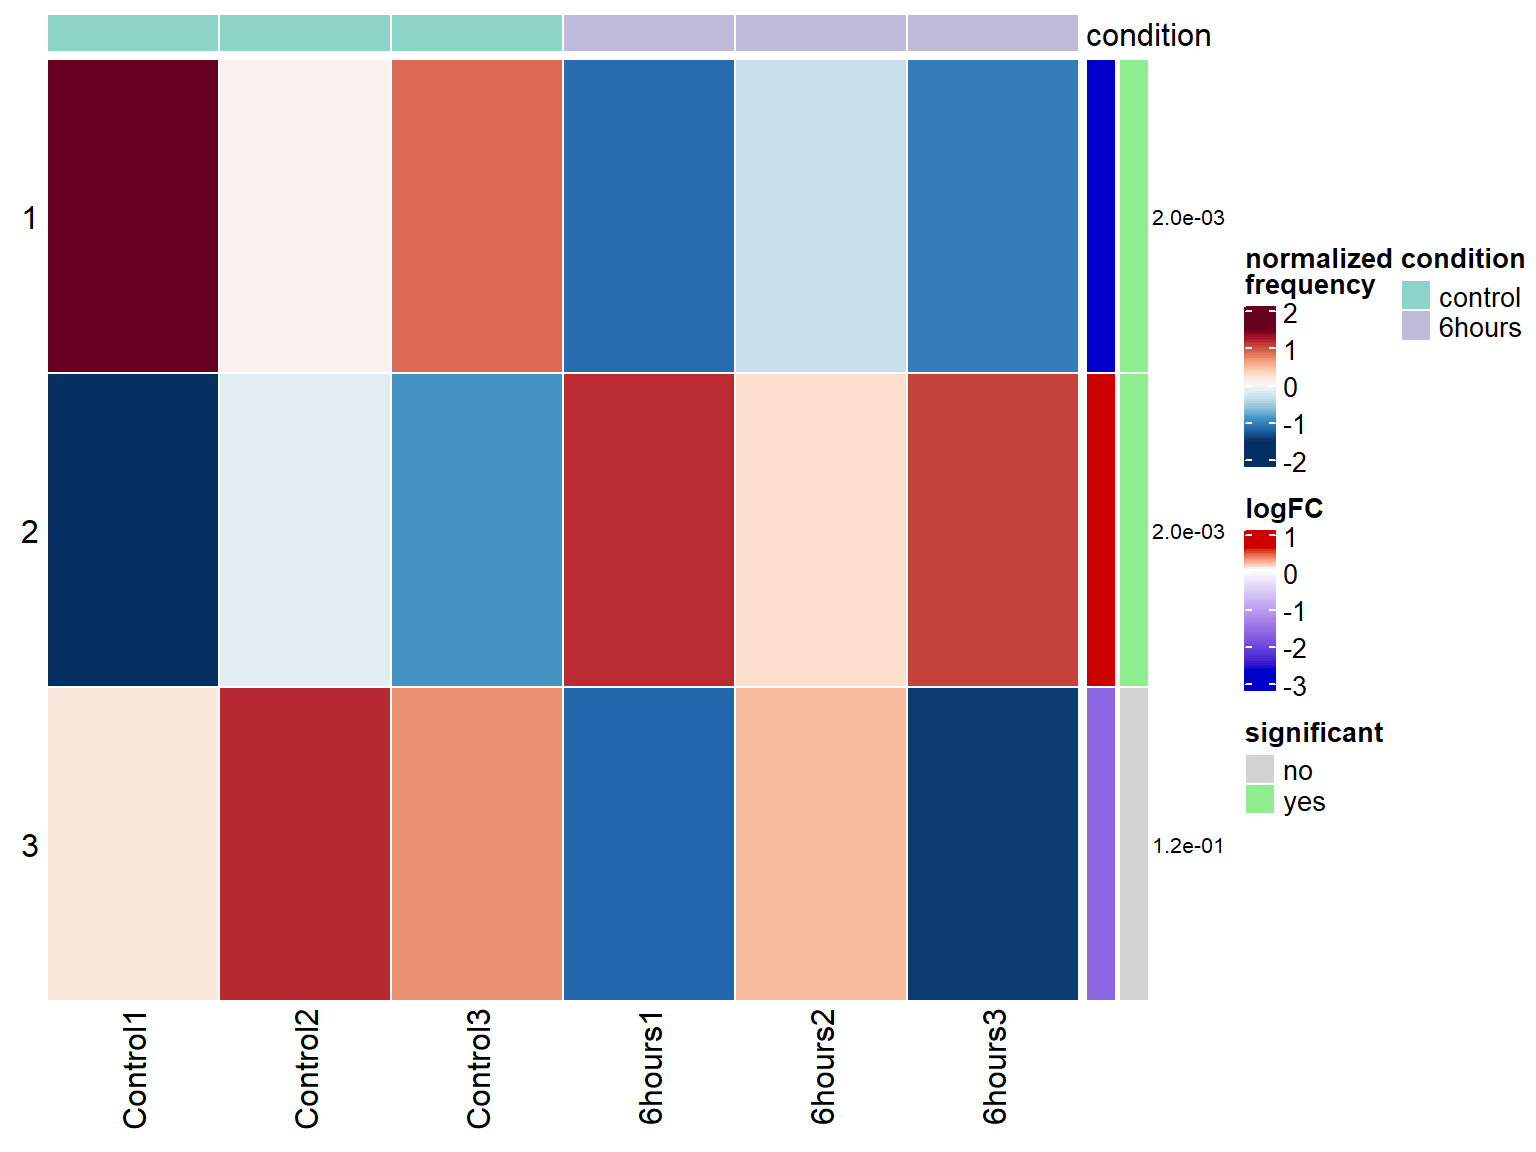 condition
1
2.0e-03
2
2.0e-03
3
1.2e-01
Control1
Control2
Control3
6hours1
6hours2
6hours3
normalized
frequency
2
1
0
-1
-2
condition
control
6hours
logFC
1
0
-1
-2
-3
significant
no
yes